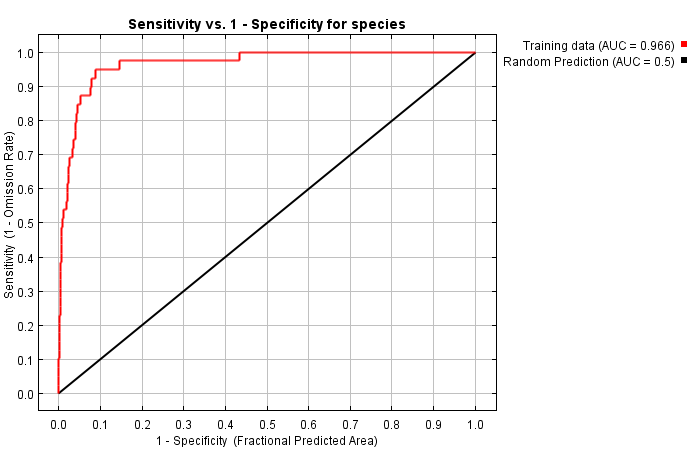 Sensitivity vs. 1 - Specificity for species
Training data (AUC = 0.966)
Random Prediction (AUC = 0.5)
Sensitivity (1 - Omission Rate)
1.0
0.9
0.8
0.7
0.6
0.5
0.4
0.3
0.2
0.1
0.0
0.0 0.1 0.2 0.3 0.4 0.5 0.6 0.7 0.8 0.9 1.0
1 - Specificity (Fractional Predicted Area)